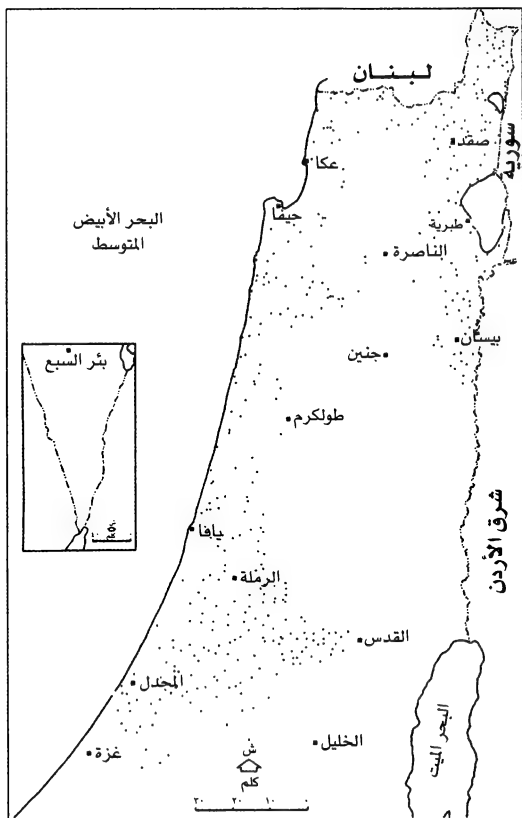 لبنان
سورية
صفد
عكا
حيفا
طبرية
البحر الأبيض
المتوسط
الناصرة
بيسان
جنين
بئر السبع
طولكرم
شرق الأردن
يافا
الرملة
القدس
المجدل
البحر الميت
الخليل
غزة
ش
كلم
٣٠ ٢٠ ١٠ ٠